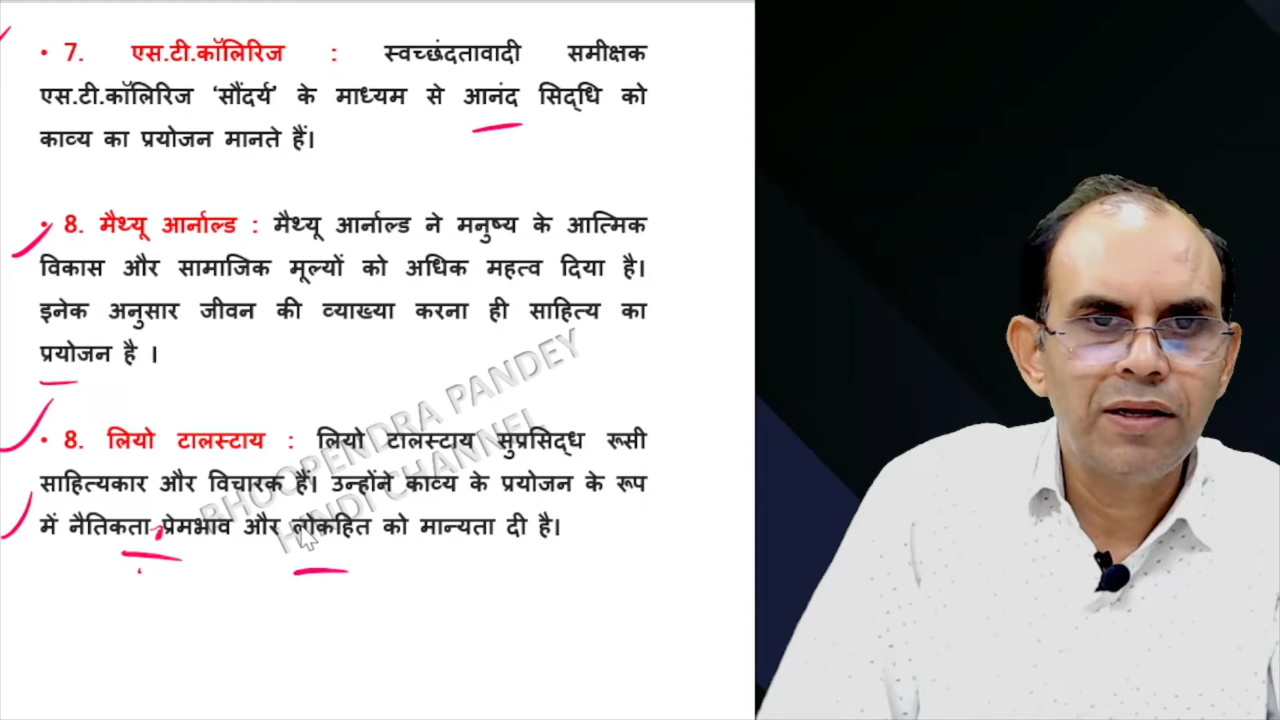 • 7. एस.टी.कॉलिरिज : स्वच्छंदतावादी समीक्षक
एस.टी.कॉलिरिज ‘सौंदर्य’ के माध्यम से आनंद सिद्धि को
काव्य का प्रयोजन मानते हैं।
• 8. मैथ्यू आर्नाल्ड : मैथ्यू आर्नाल्ड ने मनुष्य के आत्मिक
विकास और सामाजिक मूल्यों को अधिक महत्व दिया है।
इनेक अनुसार जीवन की व्याख्या करना ही साहित्य का
प्रयोजन है ।
• 8. लियो टालस्टाय : लियो टालस्टाय सुप्रसिद्ध रूसी
साहित्यकार और विचारक हैं। उन्होंने काव्य के प्रयोजन के रूप
में नैतिकता प्रेमभाव और लोकहित को मान्यता दी है।
BHOOPENDRA PANDEY
HINDI CHANNEL